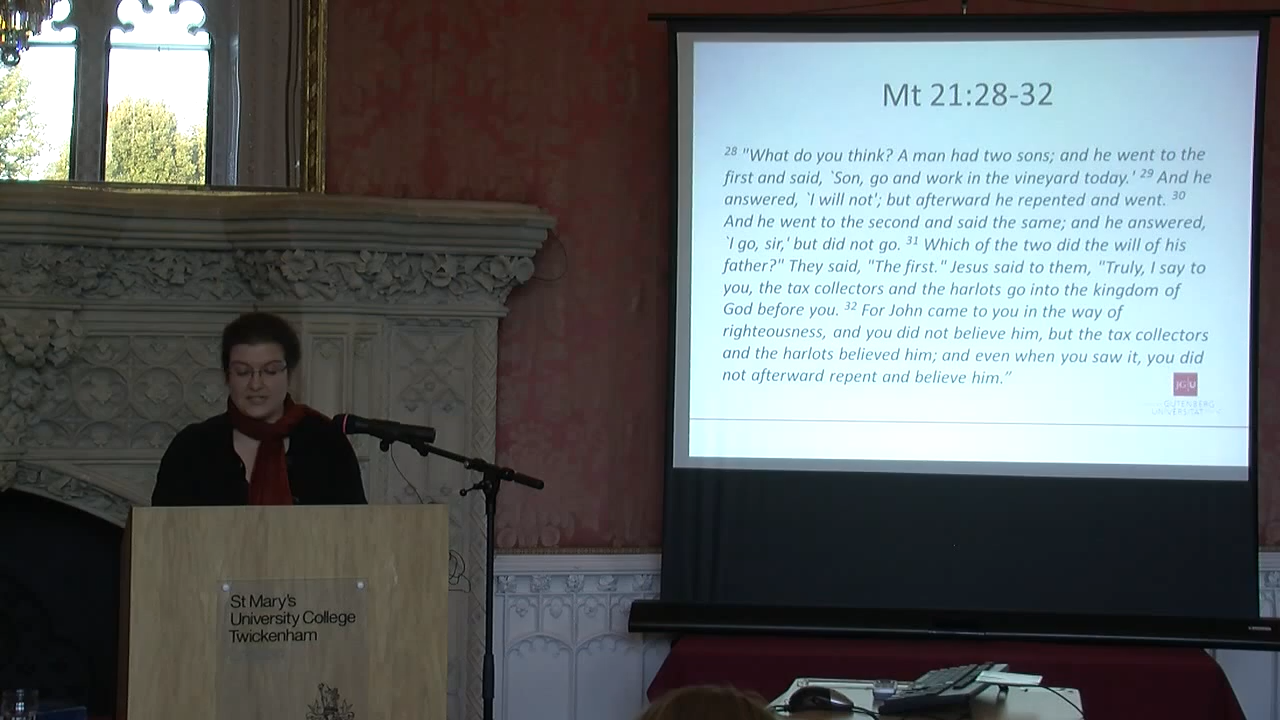 Mt 21:28-32
28 "What do you think? A man had two sons; and he went to the
first and said, `Son, go and work in the vineyard today.' 29 And he
answered, `I will not'; but afterward he repented and went. 30
And he went to the second and said the same; and he answered,
`I go, sir,' but did not go. 31 Which of the two did the will of his
father?" They said, "The first." Jesus said to them, "Truly, I say to
you, the tax collectors and the harlots go into the kingdom of
God before you. 32 For John came to you in the way of
righteousness, and you did not believe him, but the tax collectors
and the harlots believed him; and even when you saw it, you did
not afterward repent and believe him.”
JG|U
GUTENBERG
UNIVERSITÄT
St Mary's
University College
Twickenham